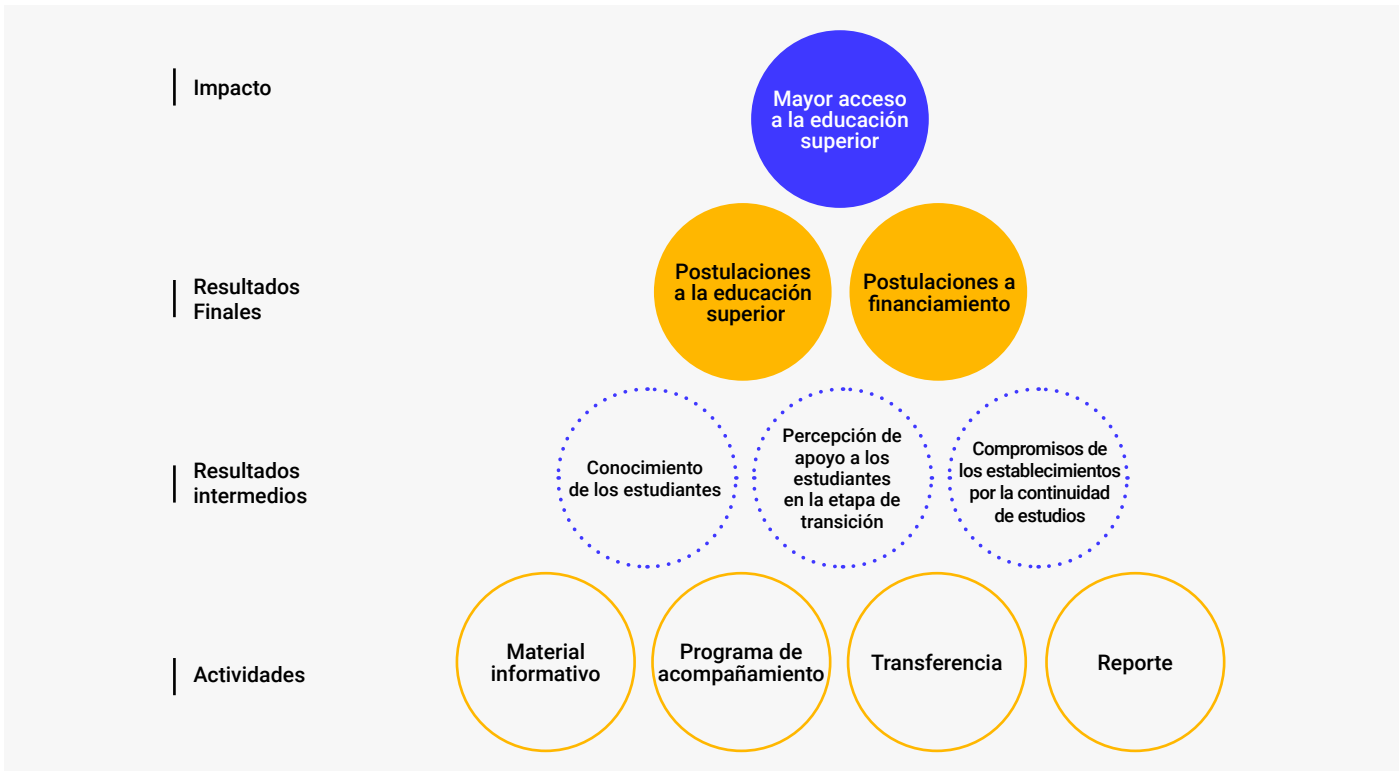 Impacto
Mayor acceso
a la educación
superior
Resultados
Finales
Postulaciones
a la educación
superior
Postulaciones a
financiamiento
Resultados
intermedios
Conocimiento
de los estudiantes
Percepción de
apoyo a los
estudiantes
en la etapa de
transición
Compromisos de
los establecimientos
por la continuidad
de estudios
Actividades
Material
informativo
Programa de
acompañamiento
Transferencia
Reporte